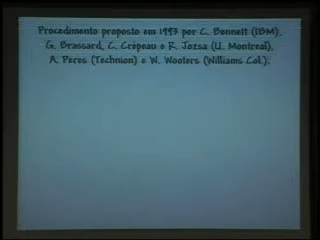 Procedimento proposto em 1993 por C. Bennett (IBM),
G. Brassard, C. Crépeau e R. Jozsa (U. Montreal),
A. Peres (Technion) e W. Wooters (Williams Col.):